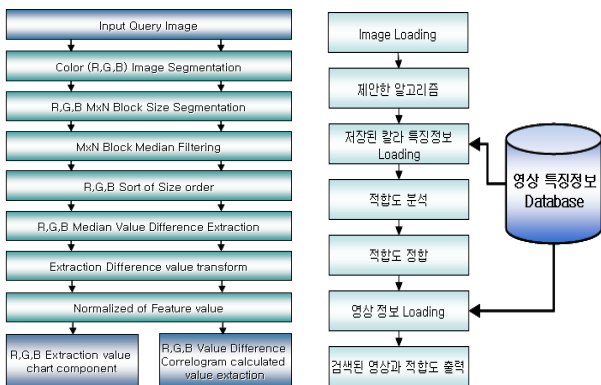 Input Query Image
Color (R,G,B) Image Segmentation
R,G,B MxN Block Size Segmentation
MxN Block Median Filtering
R,G,B Sort of Size order
R,G,B Median Value Difference Extraction
Extraction Difference value transform
Normalized of Feature value
R,G,B Extraction value
chart component
R,G,B Value Difference
Correlogram calculated
value extaction
Image Loading
제안한 알고리즘
저장된 칼라 특징정보
Loading
적합도 분석
적합도 정합
영상 정보 Loading
검색된 영상과 적합도 출력
영상 특징정보
Database